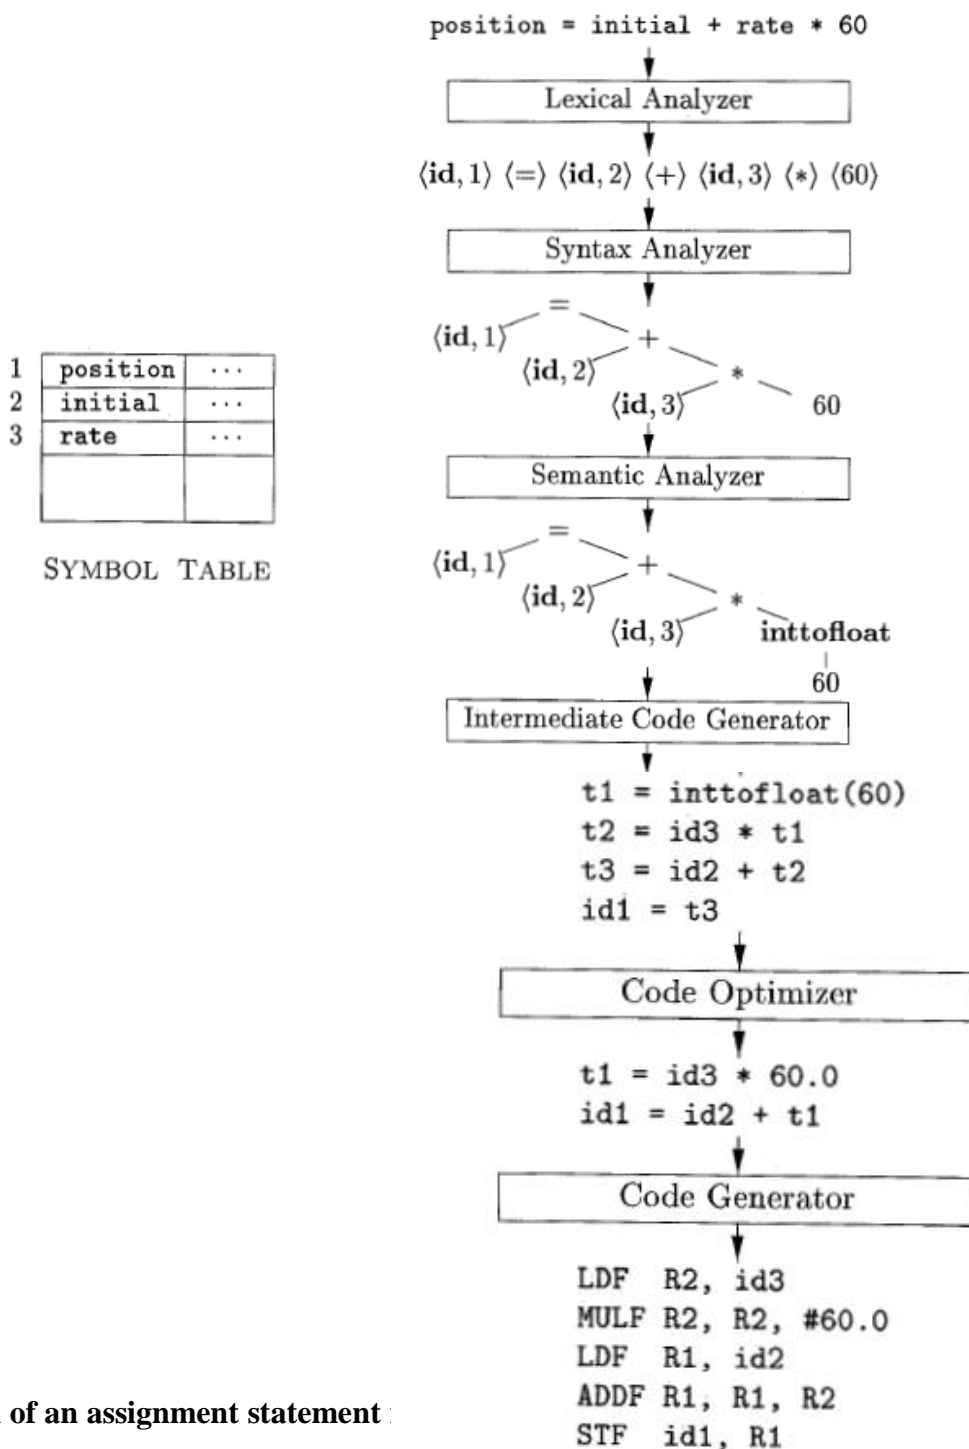 position = initial + rate * 60
Lexical Analyzer
⟨id, 1⟩ ⟨=⟩ ⟨id, 2⟩ ⟨+⟩ ⟨id, 3⟩ ⟨*⟩ ⟨60⟩
Syntax Analyzer
=
⟨id, 1⟩
+
⟨id, 2⟩
*
⟨id, 3⟩
60
1 position ...
2 initial ...
3 rate ...
SYMBOL TABLE
Semantic Analyzer
=
⟨id, 1⟩
+
⟨id, 2⟩
*
⟨id, 3⟩
inttofloat
60
Intermediate Code Generator
t1 = inttofloat(60)
t2 = id3 * t1
t3 = id2 + t2
id1 = t3
Code Optimizer
t1 = id3 * 60.0
id1 = id2 + t1
Code Generator
LDF R2, id3
MULF R2, R2, #60.0
LDF R1, id2
ADDF R1, R1, R2
STF id1, R1
of an assignment statement